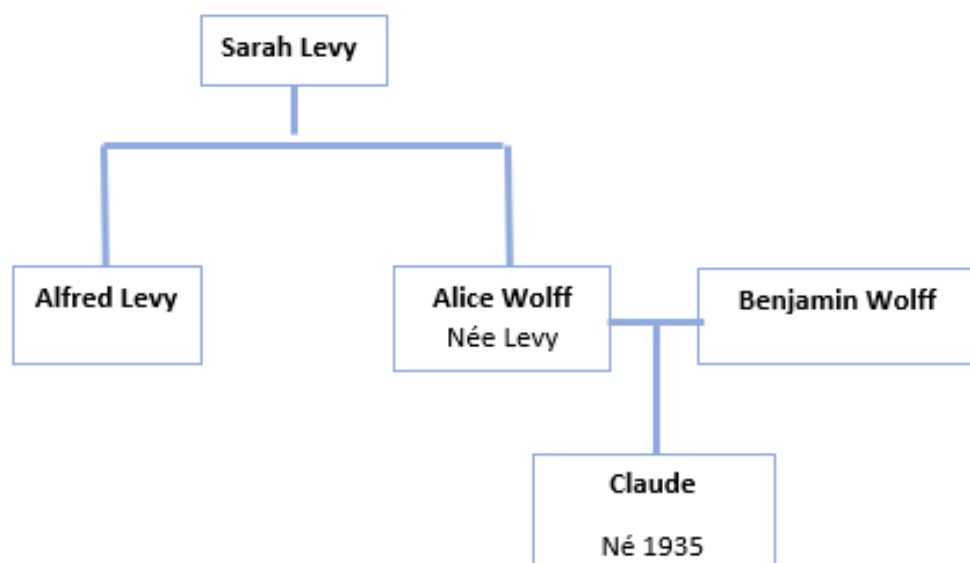 Sarah Levy
Alfred Levy
Alice Wolff
Née Levy
Benjamin Wolff
Claude
Né 1935